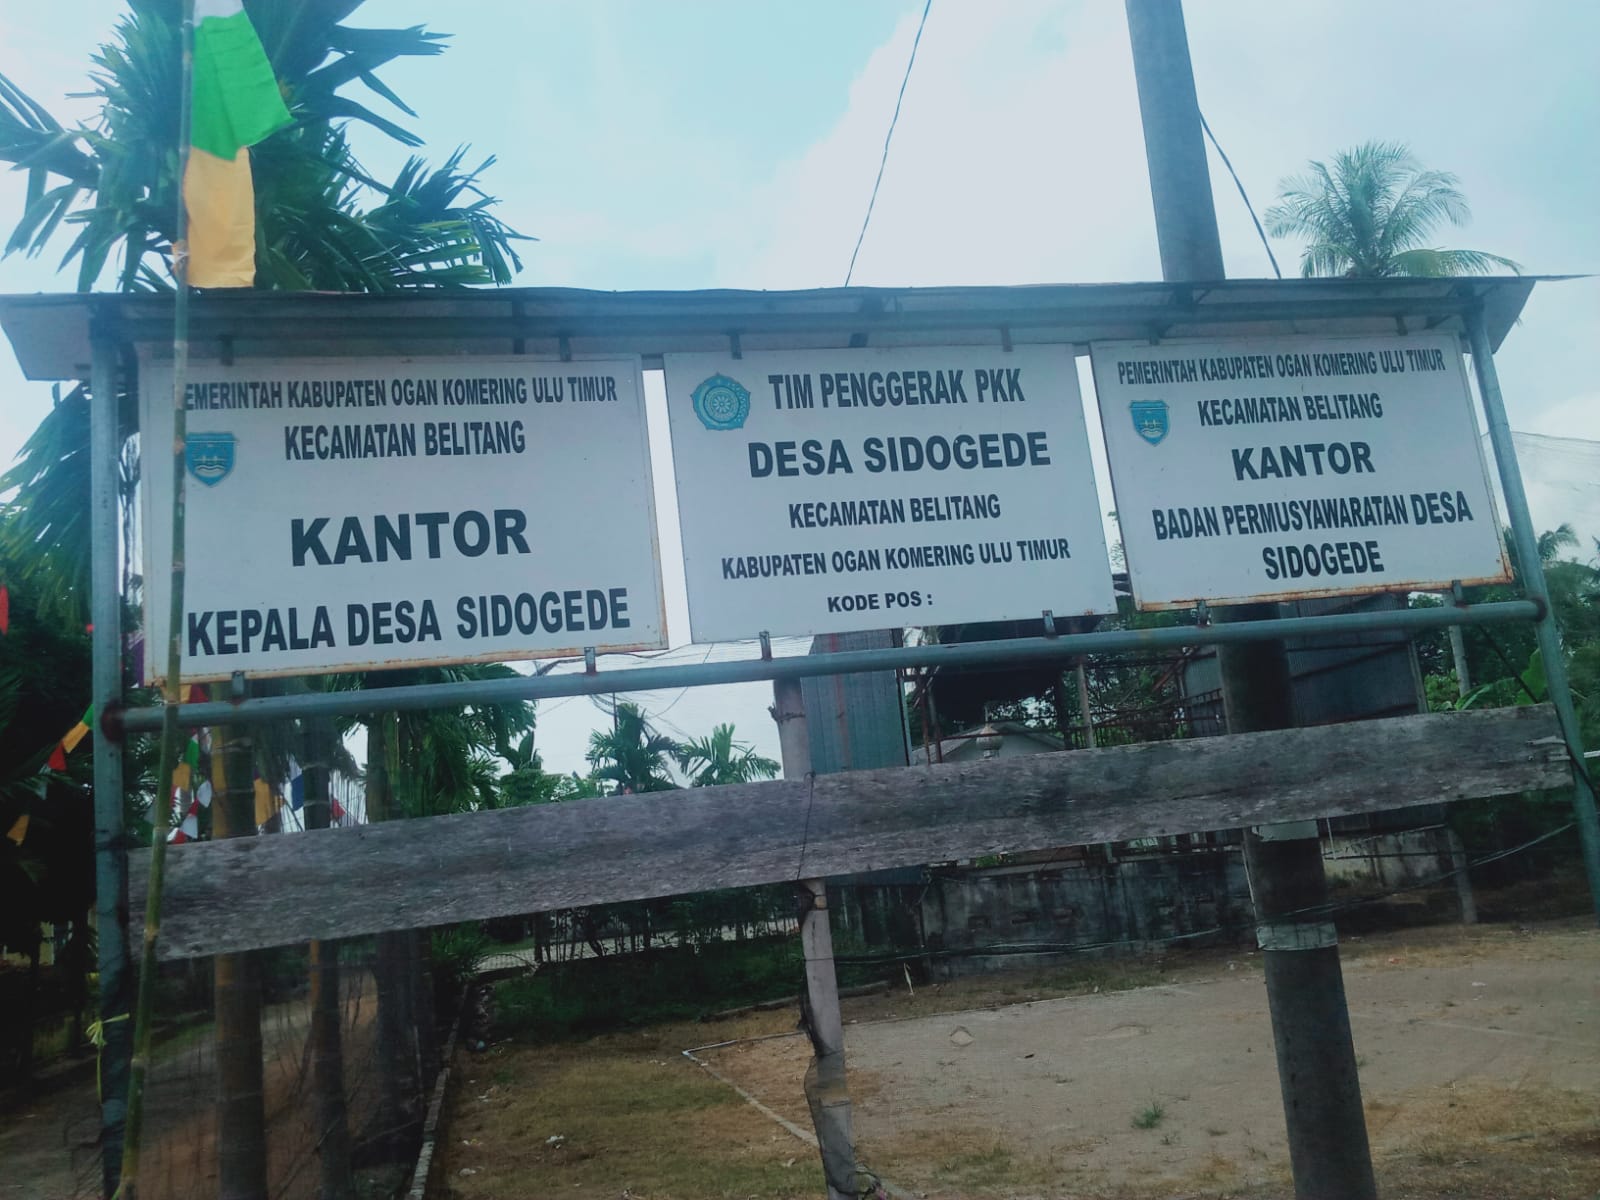 PEMERINTAH KABUPATEN OGAN KOMERING ULU TIMUR
KECAMATAN BELITANG
KANTOR
KEPALA DESA SIDOGEDE
TIM PENGGERAK PKK
DESA SIDOGEDE
KECAMATAN BELITANG
KABUPATEN OGAN KOMERING ULU TIMUR
KODE POS :
PEMERINTAH KABUPATEN OGAN KOMERING ULU TIMUR
KECAMATAN BELITANG
KANTOR
BADAN PERMUSYAWARATAN DESA
SIDOGEDE